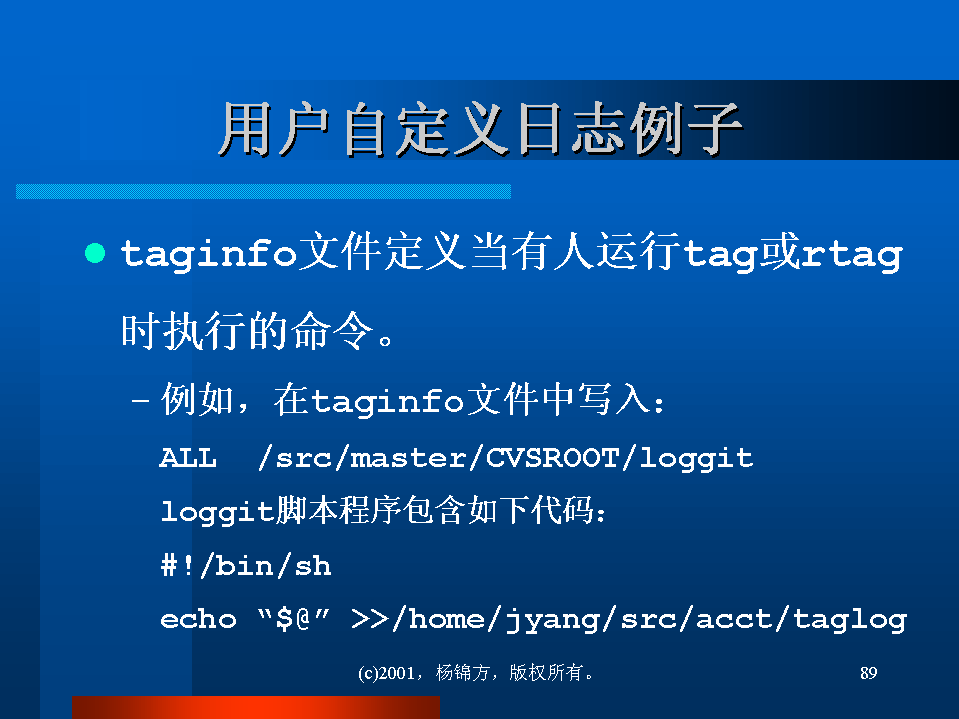 用户自定义日志例子
taginfo文件定义当有人运行tag或rtag
时执行的命令。
– 例如，在taginfo文件中写入：
ALL  /src/master/CVSROOT/loggit
loggit脚本程序包含如下代码：
#!/bin/sh
echo “$@” >>/home/jyang/src/acct/taglog
(c)2001，杨锦方，版权所有。
89